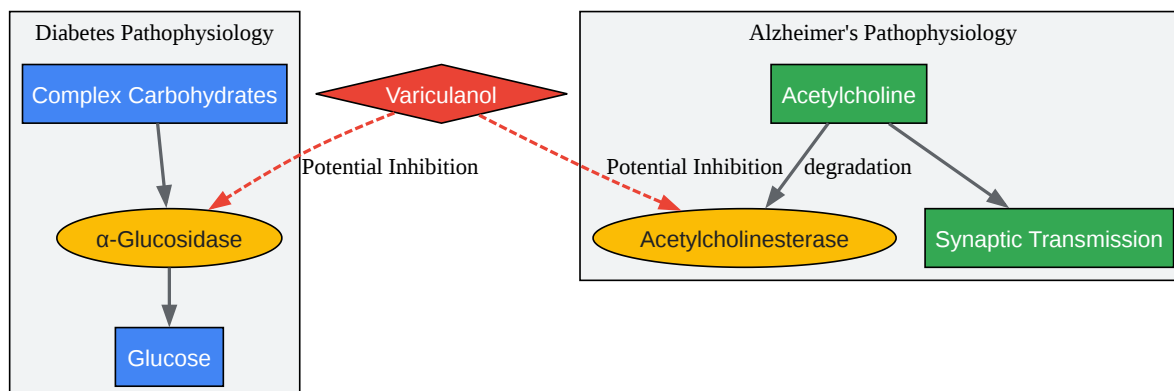 Diabetes Pathophysiology
Alzheimer's Pathophysiology
Complex Carbohydrates
Variculanol
Acetylcholine
Potential Inhibition
Potential Inhibition
degradation
α-Glucosidase
Acetylcholinesterase
Synaptic Transmission
Glucose